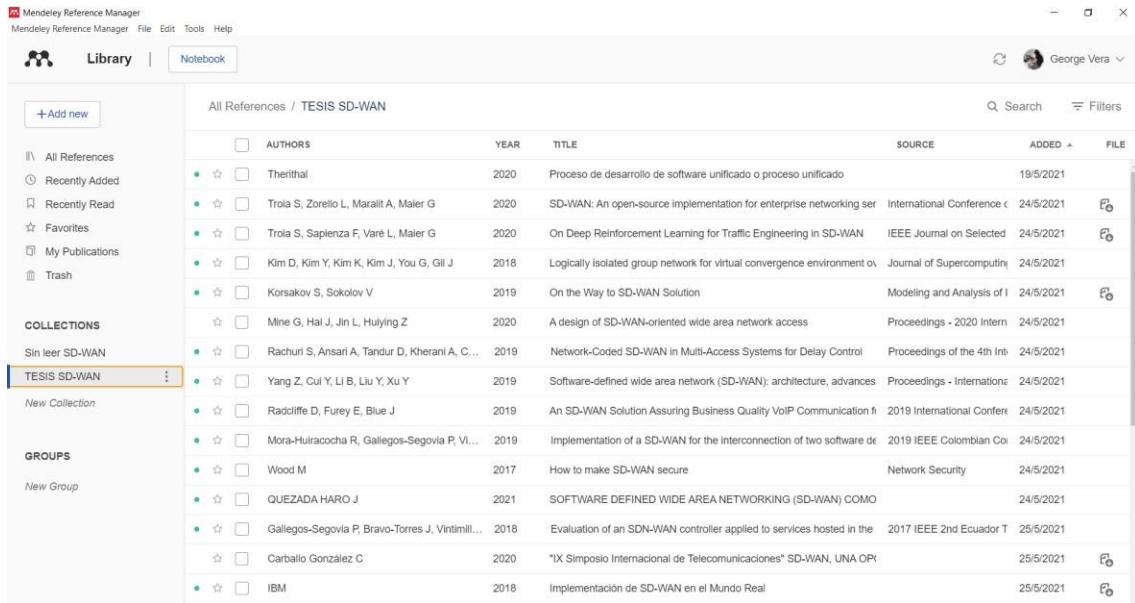 Mendeley Reference Manager
Mendeley Reference Manager File Edit Tools Help
Library | Notebook George Vera
+Add new
All References
Recently Added
Recently Read
Favorites
My Publications
Trash
COLLECTIONS
Sin leer SD-WAN
TESIS SD-WAN
New Collection
GROUPS
New Group
All References / TESIS SD-WAN Search Filters
AUTHORS YEAR TITLE SOURCE ADDED FILE
Therithal 2020 Proceso de desarrollo de software unificado o proceso unificado 19/5/2021
Troia S, Zorello L, Maralit A, Maier G 2020 SD-WAN: An open-source implementation for enterprise networking ser International Conference c 24/5/2021
Troia S, Sapienza F, Varé L, Maier G 2020 On Deep Reinforcement Learning for Traffic Engineering in SD-WAN IEEE Journal on Selected 24/5/2021
Kim D, Kim Y, Kim K, Kim J, You G, Gil J 2018 Logically isolated group network for virtual convergence environment ov Journal of Supercomputing 24/5/2021
Korsakov S, Sokolov V 2019 On the Way to SD-WAN Solution Modeling and Analysis of I 24/5/2021
Mine G, Hai J, Jin L, Huiying Z 2020 A design of SD-WAN-oriented wide area network access Proceedings - 2020 Intern 24/5/2021
Rachuri S, Ansari A, Tandur D, Kherani A, C... 2019 Network-Coded SD-WAN in Multi-Access Systems for Delay Control Proceedings of the 4th Int 24/5/2021
Yang Z, Cui Y, Li B, Liu Y, Xu Y 2019 Software-defined wide area network (SD-WAN): architecture, advances Proceedings - Internationa 24/5/2021
Radcliffe D, Furey E, Blue J 2019 An SD-WAN Solution Assuring Business Quality VoIP Communication f 2019 International Confere 24/5/2021
Mora-Huiracocha R, Gallegos-Segovia P, Vi... 2019 Implementation of a SD-WAN for the interconnection of two software de 2019 IEEE Colombian Co 24/5/2021
Wood M 2017 How to make SD-WAN secure Network Security 24/5/2021
QUEZADA HARO J 2021 SOFTWARE DEFINED WIDE AREA NETWORKING (SD-WAN) COMO 24/5/2021
Gallegos-Segovia P, Bravo-Torres J, Vintimill... 2018 Evaluation of an SDN-WAN controller applied to services hosted in the 2017 IEEE 2nd Ecuador T 25/5/2021
Carballo González C 2020 "IX Simposio Internacional de Telecomunicaciones" SD-WAN, UNA OP 25/5/2021
IBM 2018 Implementación de SD-WAN en el Mundo Real 25/5/2021